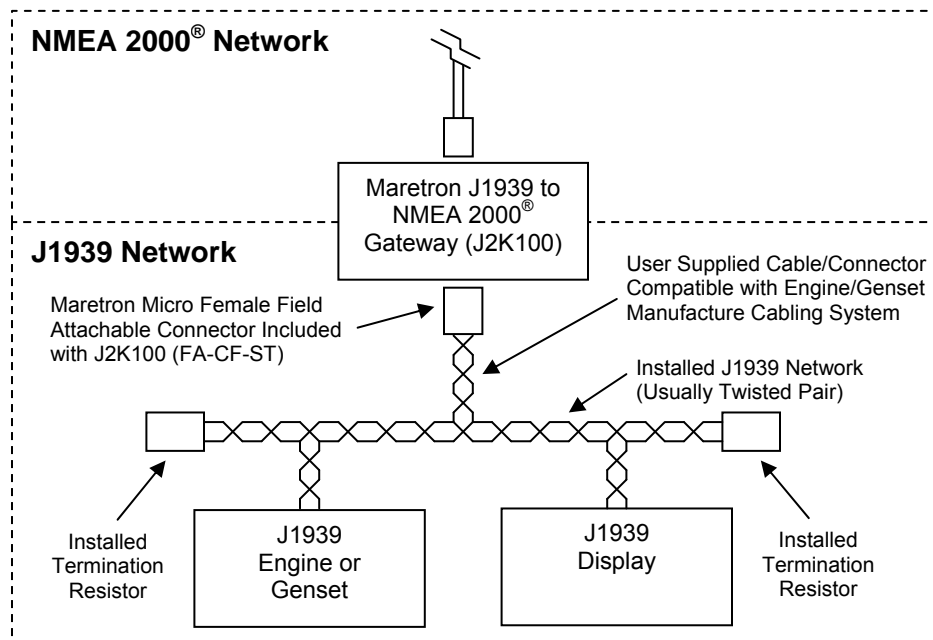 NMEA 2000® Network
Maretron J1939 to
NMEA 2000®
Gateway (J2K100)
J1939 Network
Maretron Micro Female Field
Attachable Connector Included
with J2K100 (FA-CF-ST)
User Supplied Cable/Connector
Compatible with Engine/Genset
Manufacture Cabling System
Installed J1939 Network
(Usually Twisted Pair)
Installed
Termination
Resistor
J1939
Engine or
Genset
J1939
Display
Installed
Termination
Resistor